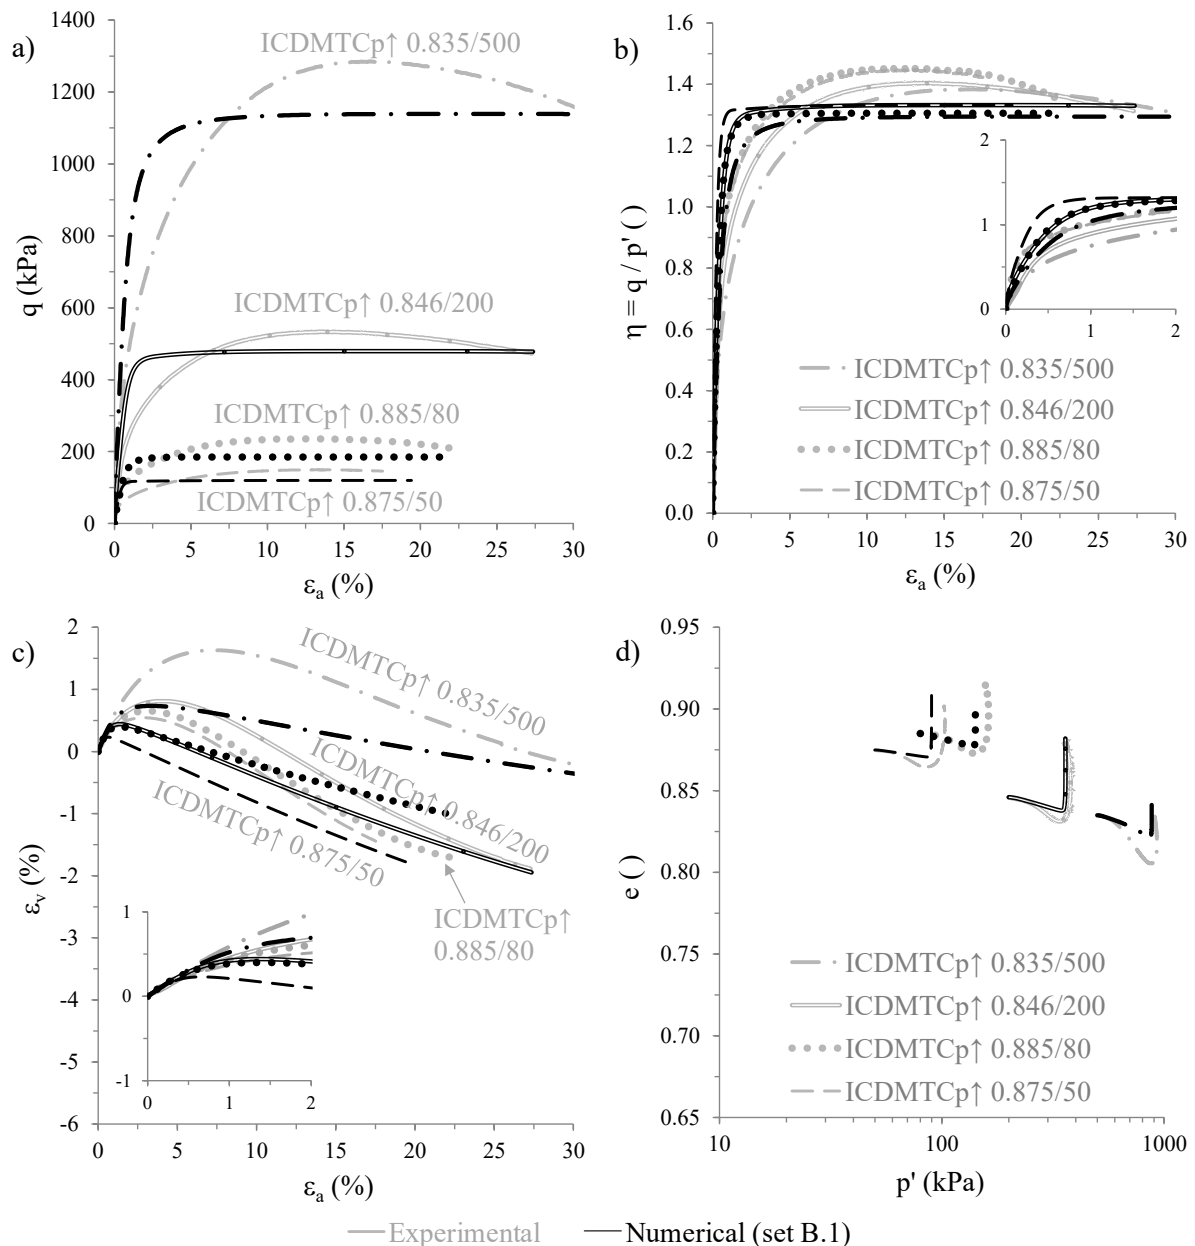 a)
1400
1200
1000
800
600
400
200
0
q (kPa)
ICDMTCp↑ 0.835/500
ICDMTCp↑ 0.846/200
ICDMTCp↑ 0.885/80
ICDMTCp↑ 0.875/50
0 5 10 15 20 25 30
εa (%)
b)
1.6
1.4
1.2
1.0
0.8
0.6
0.4
0.2
0.0
η = q / p' ( )
2
1
0
0 1 2
ICDMTCp↑ 0.835/500
ICDMTCp↑ 0.846/200
ICDMTCp↑ 0.885/80
ICDMTCp↑ 0.875/50
0 5 10 15 20 25 30
εa (%)
c)
2
1
0
-1
-2
-3
-4
-5
-6
εv (%)
ICDMTCp↑ 0.835/500
ICDMTCp↑ 0.846/200
ICDMTCp↑ 0.875/50
ICDMTCp↑
0.885/80
1
0
-1
0 1 2
0 5 10 15 20 25 30
εa (%)
d)
0.95
0.90
0.85
0.80
0.75
0.70
0.65
e ( )
ICDMTCp↑ 0.835/500
ICDMTCp↑ 0.846/200
ICDMTCp↑ 0.885/80
ICDMTCp↑ 0.875/50
10 100 1000
p' (kPa)
Experimental Numerical (set B.1)